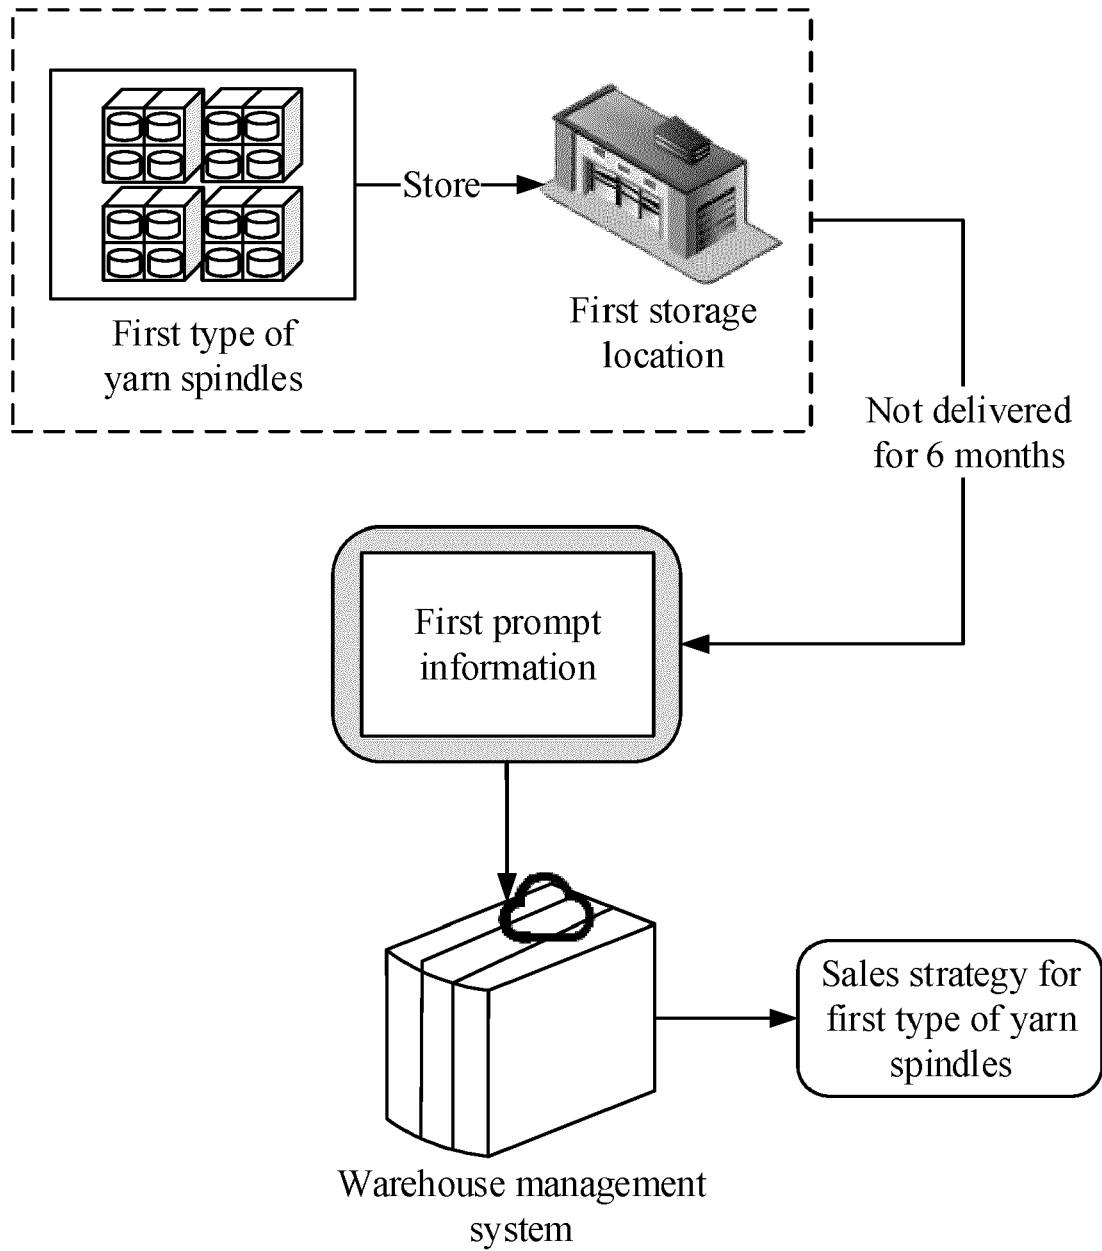 Store
First type of
yarn spindles
First storage
location
Not delivered
for 6 months
First prompt
information
Sales strategy for
first type of yarn
spindles
Warehouse management
system